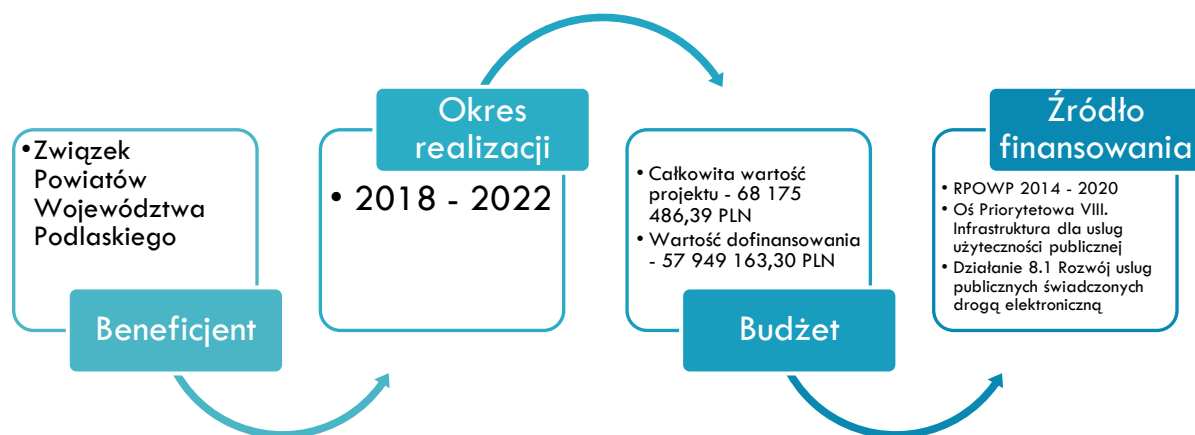 •Związek
Powiatów
Województwa
Podlaskiego
Beneficjent
Okres
realizacji
• 2018 - 2022
• Całkowita wartość
projektu - 68 175
486,39 PLN
• Wartość dofinansowania
- 57 949 163,30 PLN
Budżet
Źródło
finansowania
• RPOWP 2014 - 2020
• Oś Priorytetowa VIII.
Infrastruktura dla usług
użyteczności publicznej
• Działanie 8.1 Rozwój usług
publicznych świadczonych
drogą elektroniczną